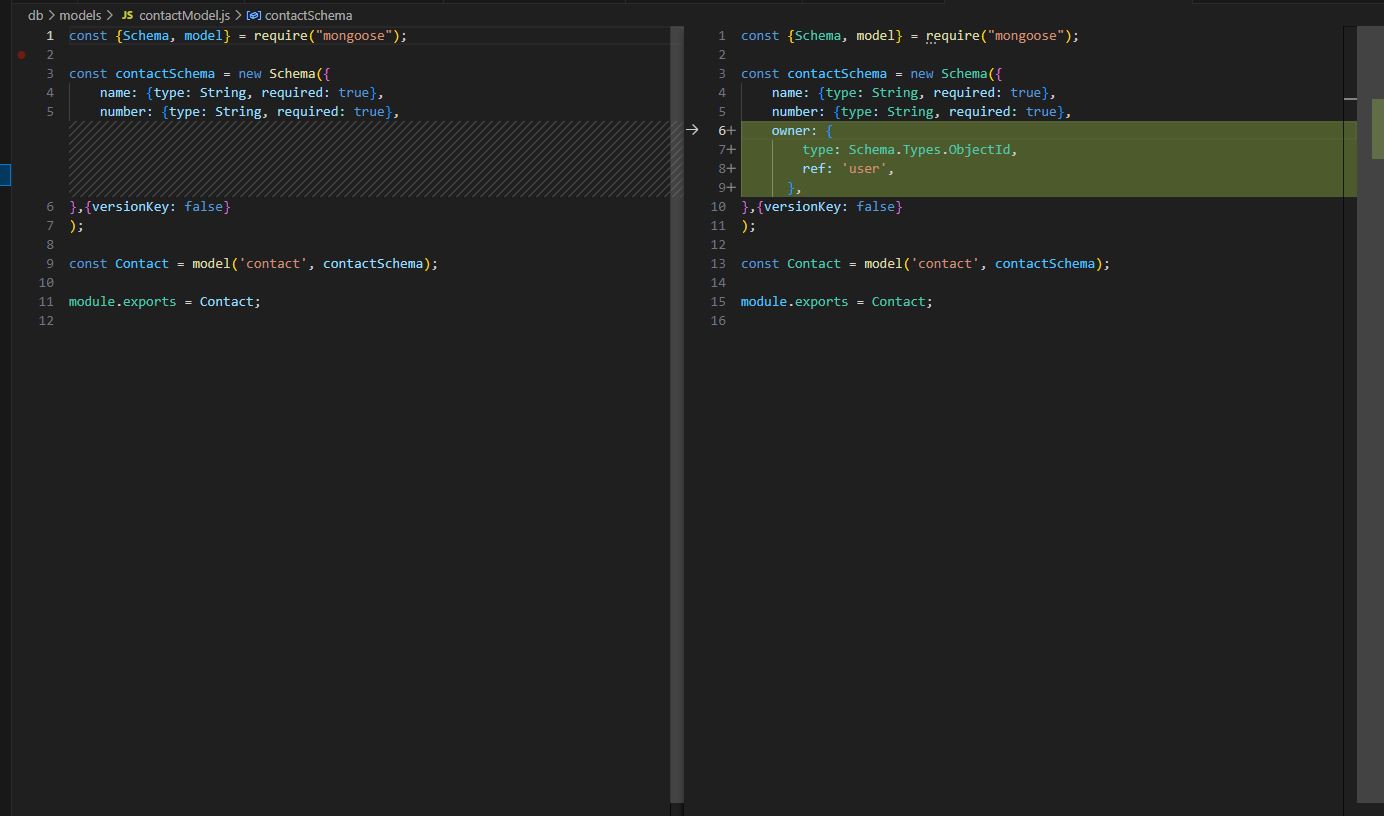 db > models > JS contactModel.js > contactSchema
1 const {Schema, model} = require("mongoose");
2
3 const contactSchema = new Schema({
4 name: {type: String, required: true},
5 number: {type: String, required: true},
6 },{versionKey: false}
7 );
8
9 const Contact = model('contact', contactSchema);
10
11 module.exports = Contact;
12
1 const {Schema, model} = require("mongoose");
2
3 const contactSchema = new Schema({
4 name: {type: String, required: true},
5 number: {type: String, required: true},
6+ owner: {
7+ type: Schema.Types.ObjectId,
8+ ref: 'user',
9+ },
10 },{versionKey: false}
11 );
12
13 const Contact = model('contact', contactSchema);
14
15 module.exports = Contact;
16